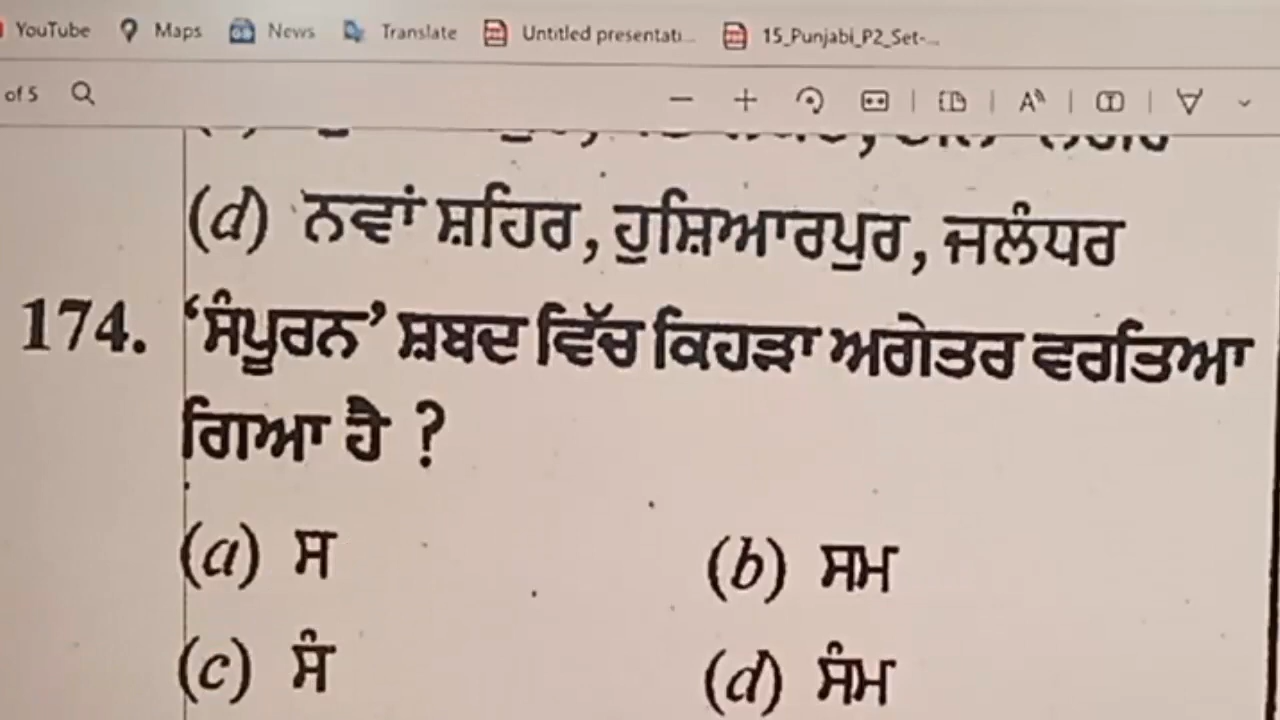 YouTube Maps News Translate Untitled presentati... 15_Punjabi_P2_Set-...
of 5
(d) ਨਵਾਂ ਸ਼ਹਿਰ, ਹੁਸ਼ਿਆਰਪੁਰ, ਜਲੰਧਰ
174. ‘ਸੰਪੂਰਨ’ ਸ਼ਬਦ ਵਿੱਚ ਕਿਹੜਾ ਅਗੇਤਰ ਵਰਤਿਆ
ਗਿਆ ਹੈ ?
(a) ਸ (b) ਸਮ
(c) ਸੰ (d) ਸੰਮ